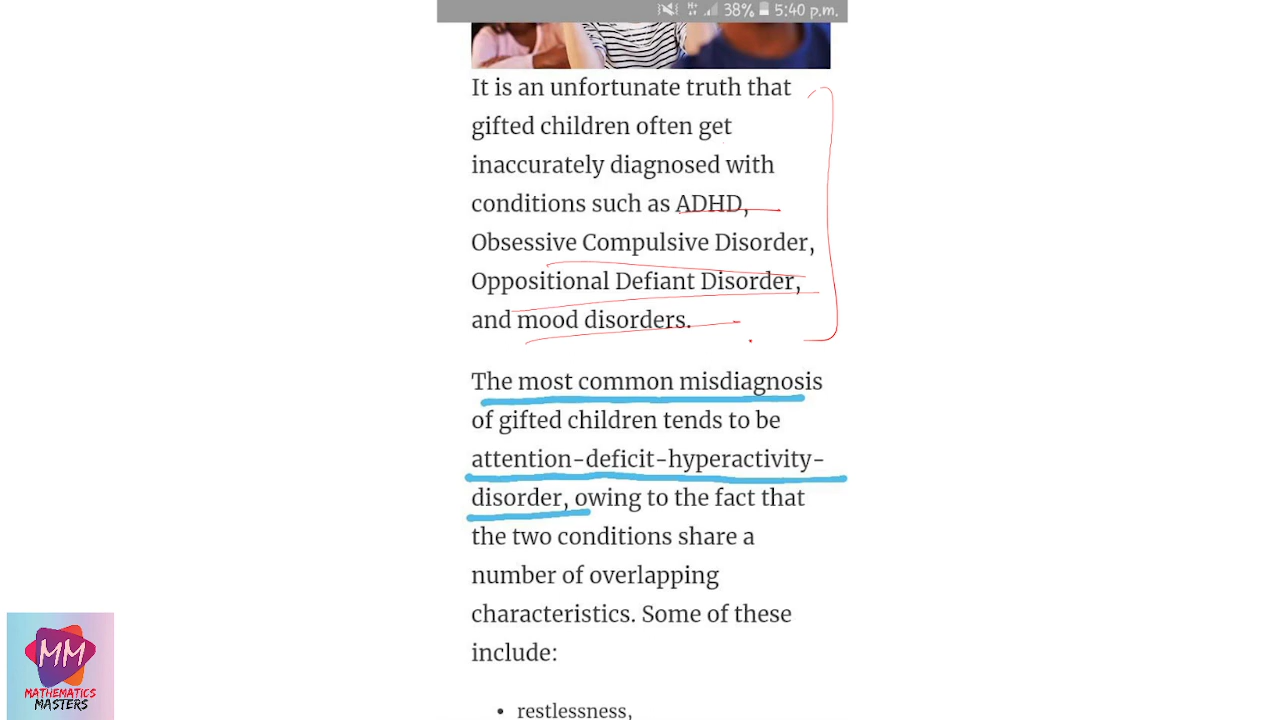 38% 5:40 p.m.
It is an unfortunate truth that
gifted children often get
inaccurately diagnosed with
conditions such as ADHD,
Obsessive Compulsive Disorder,
Oppositional Defiant Disorder,
and mood disorders.
The most common misdiagnosis
of gifted children tends to be
attention-deficit-hyperactivity-
disorder, owing to the fact that
the two conditions share a
number of overlapping
characteristics. Some of these
include:
• restlessness,
MM
MATHEMATICS
MASTERS